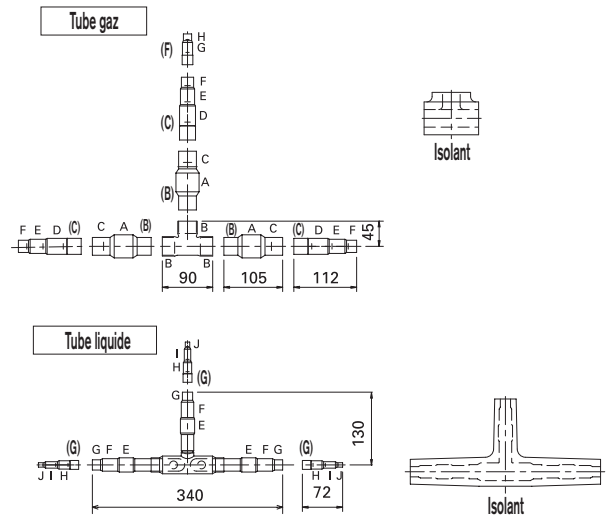 Tube gaz
H
G
(F)
F
E
D
(C)
C
A
(B)
F E D (C)
C A (B)
B
B B
(B) A C
(C) D E F
45
90
105
112
Isolant
Tube liquide
J
I
H
(G)
G
F
E
(G)
J I H
G F E
E F G
(G)
H I J
130
340
72
Isolant